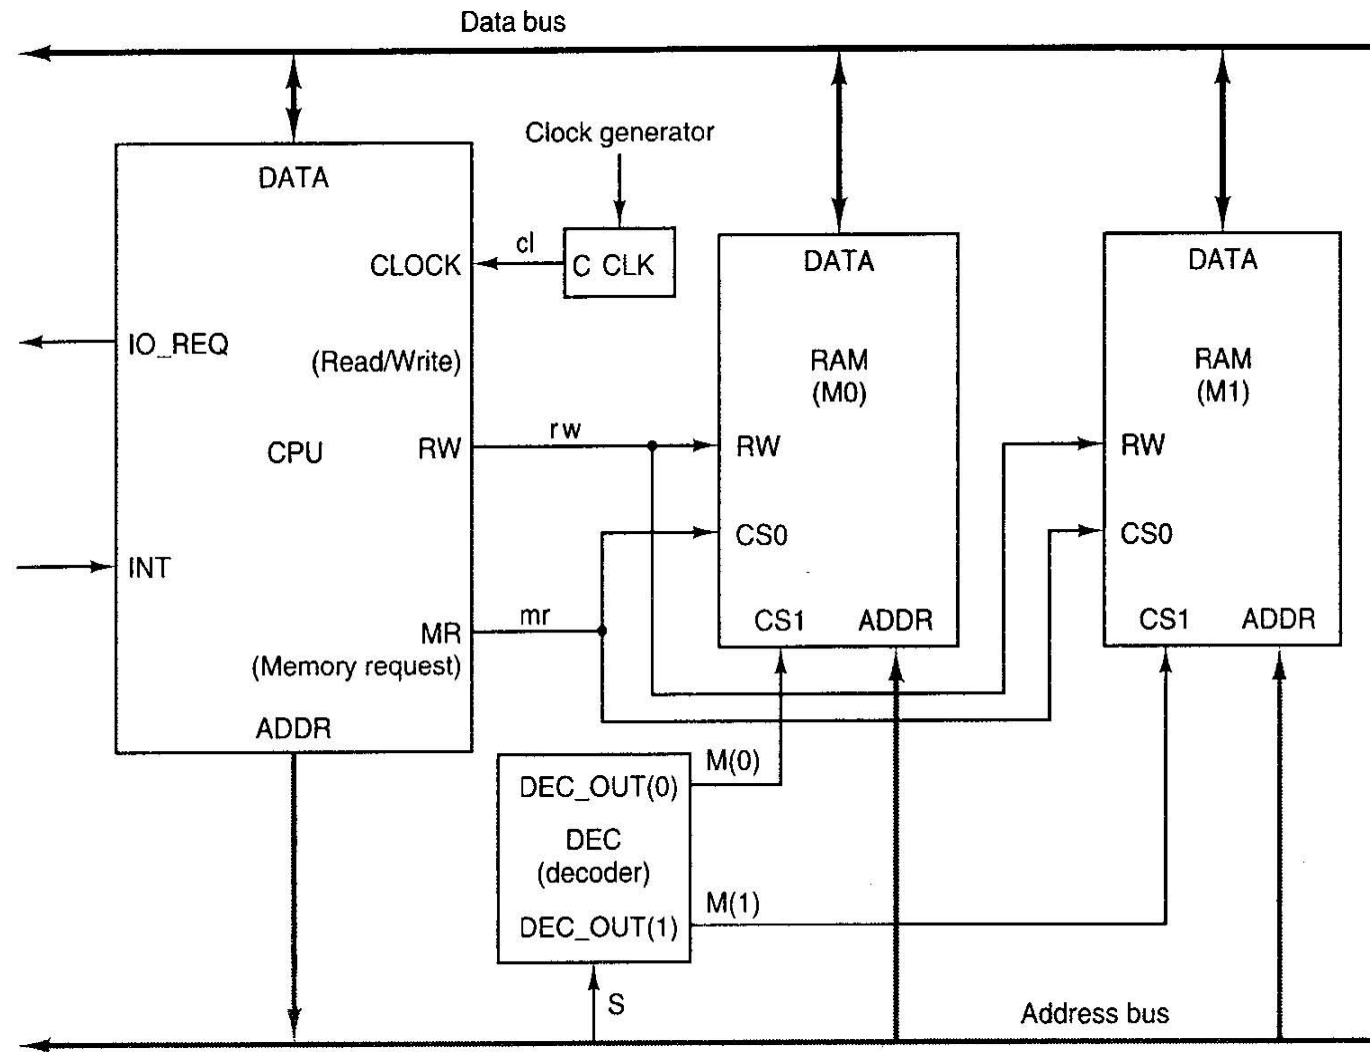 Data bus
Clock generator
DATA
cl
CLOCK
C CLK
DATA
DATA
IO_REQ
(Read/Write)
RAM
(M0)
RAM
(M1)
rw
CPU
RW
RW
RW
CS0
CS0
INT
mr
MR
(Memory request)
CS1
ADDR
CS1
ADDR
ADDR
M(0)
DEC_OUT(0)
DEC
(decoder)
M(1)
DEC_OUT(1)
S
Address bus